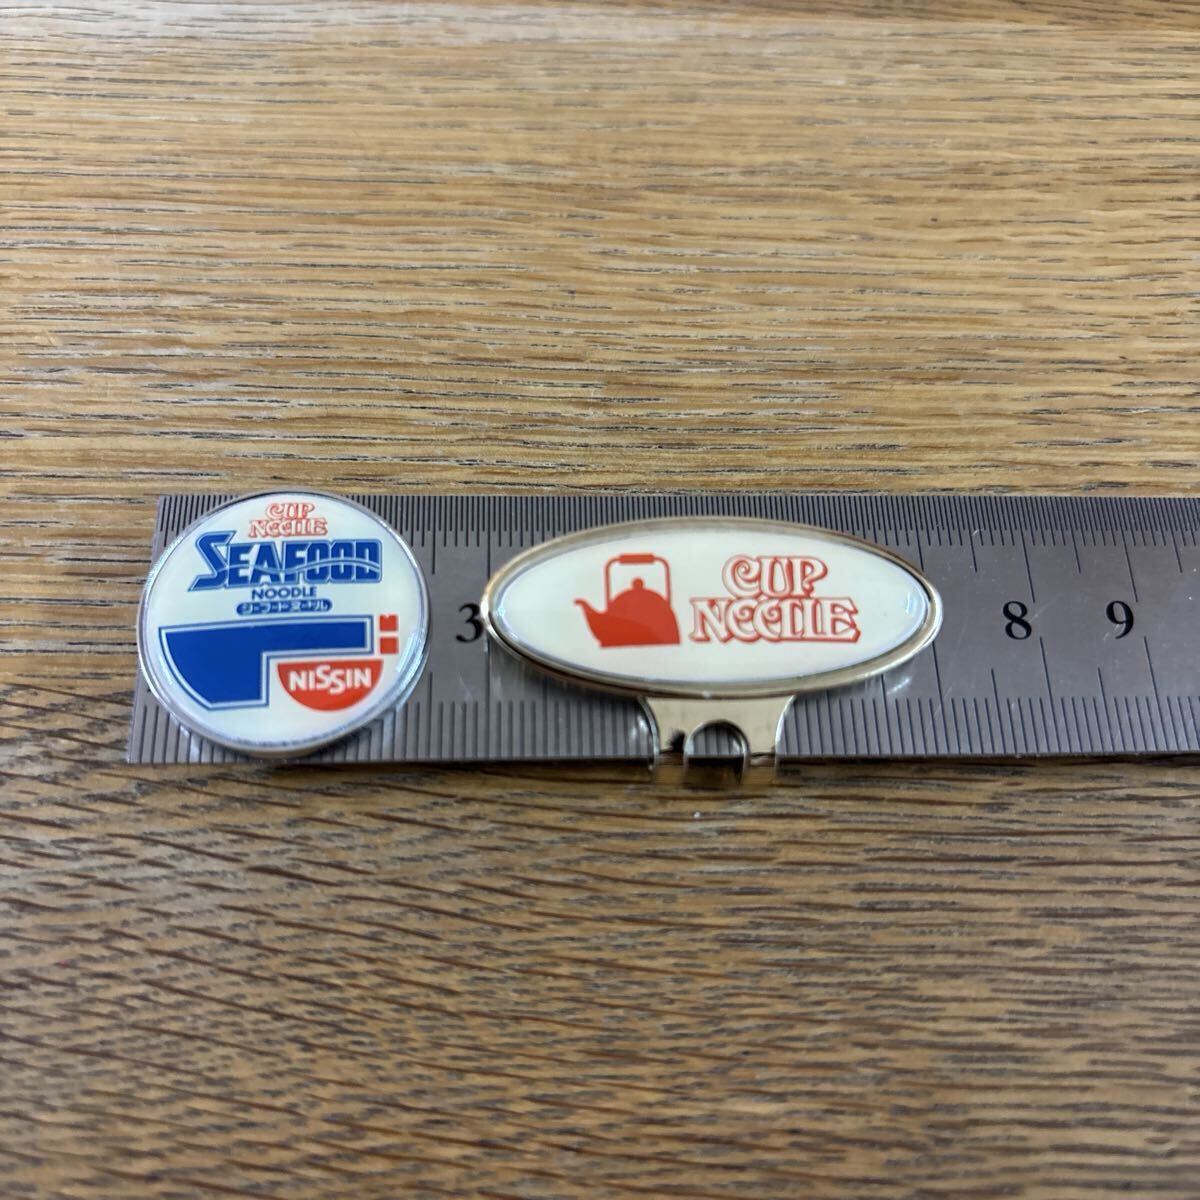 CUP
NOODLE
SEAFOOD
NOODLE
シーフードヌードル
NISSIN
3
CUP
NOODLE
8
9